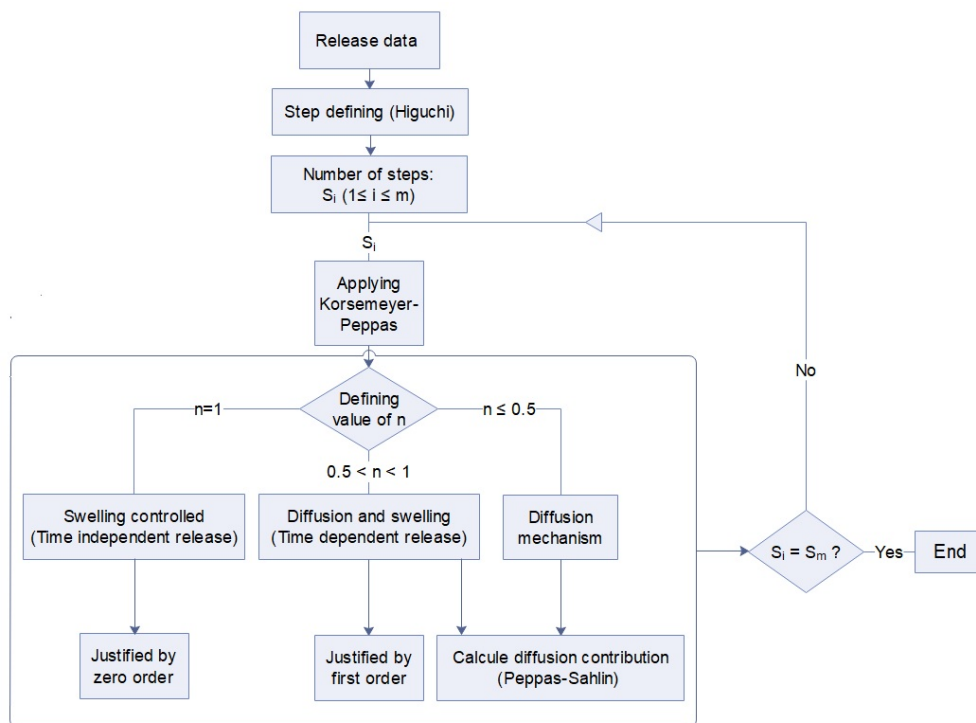 Release data
Step defining (Higuchi)
Number of steps:
Sᵢ (1≤ i ≤ m)
Sᵢ
Applying
Korsemeyer-
Peppas
No
Defining
value of n
n=1
n ≤ 0.5
0.5 < n < 1
Swelling controlled
(Time independent release)
Diffusion and swelling
(Time dependent release)
Diffusion
mechanism
Sᵢ = Sₘ ?
Yes
End
Justified by
zero order
Justified by
first order
Calcule diffusion contribution
(Peppas-Sahlin)